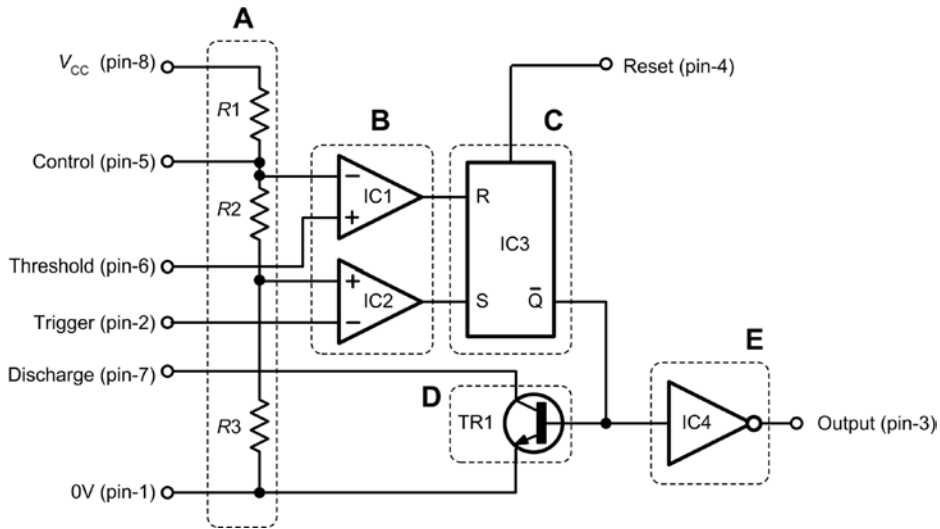 A
V_CC (pin-8)
Reset (pin-4)
R1
B
C
Control (pin-5)
−
IC1
R
R2
+
IC3
Threshold (pin-6)
+
IC2
S
Q̅
Trigger (pin-2)
−
E
Discharge (pin-7)
D
R3
TR1
IC4
Output (pin-3)
0V (pin-1)